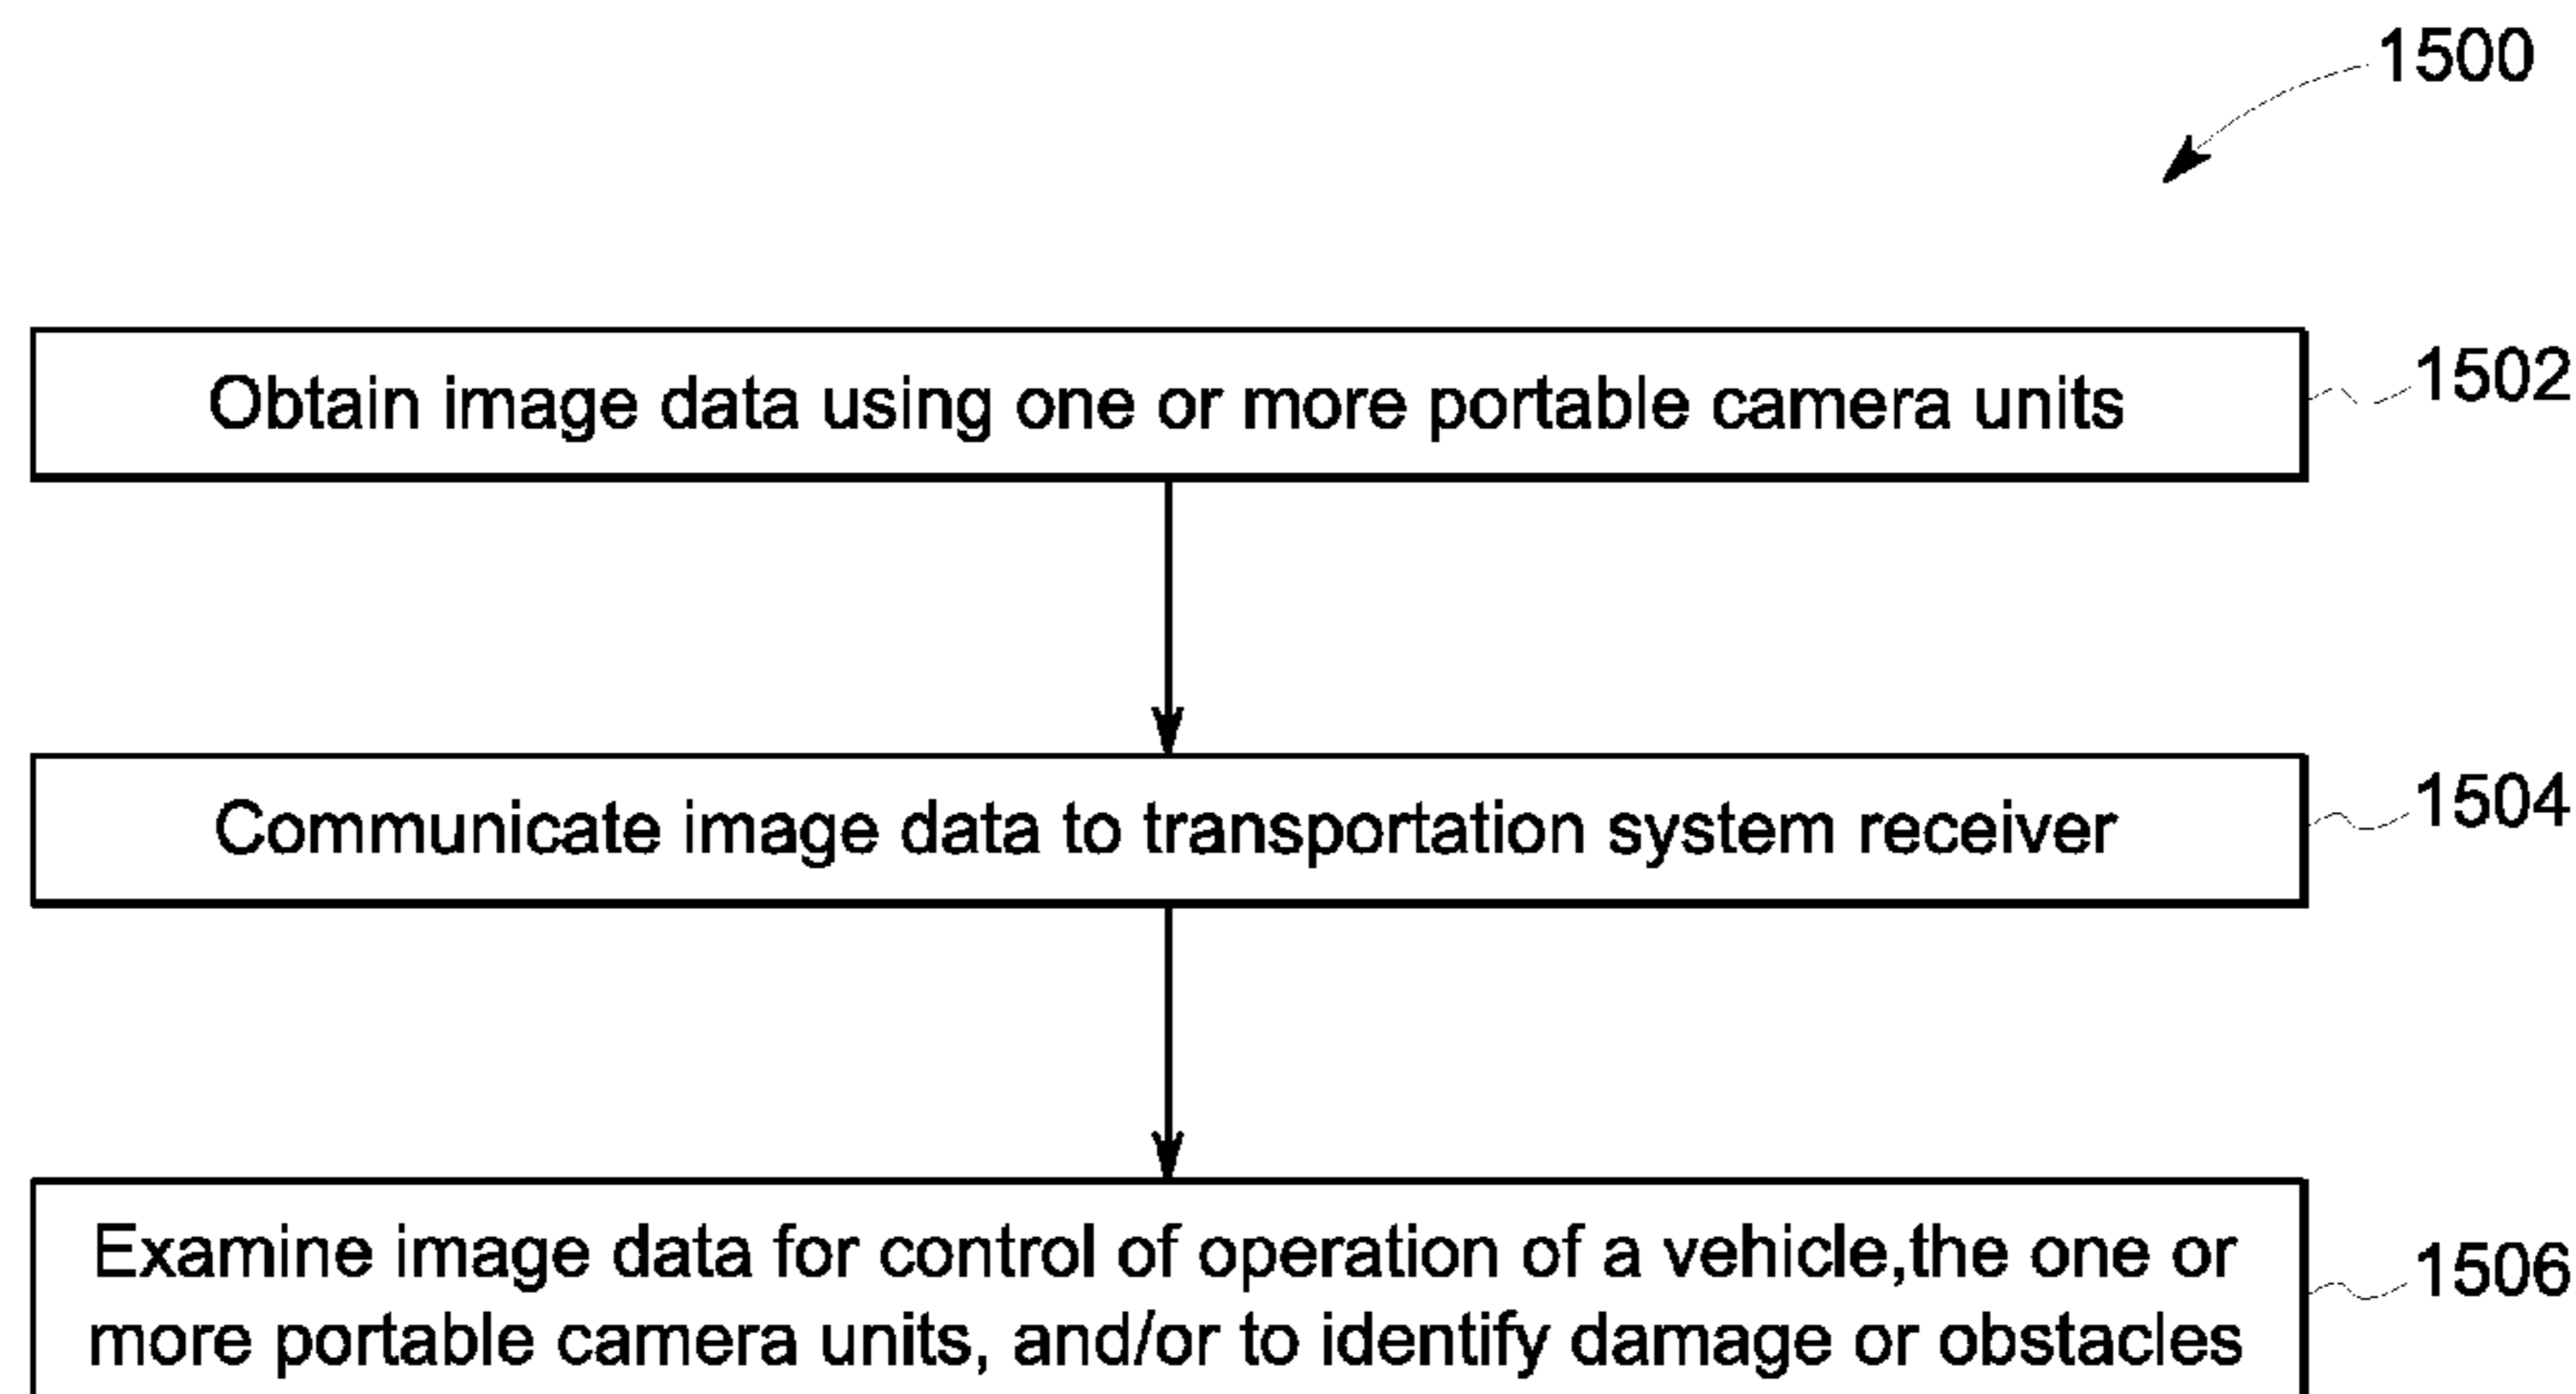 1500
Obtain image data using one or more portable camera units
1502
Communicate image data to transportation system receiver
1504
Examine image data for control of operation of a vehicle,the one or
more portable camera units, and/or to identify damage or obstacles
1506